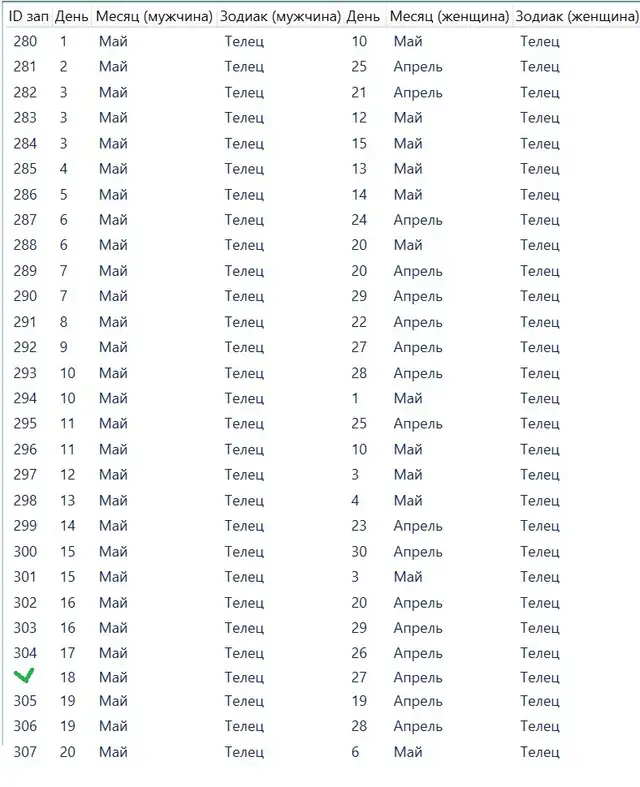 ID зап День Месяц (мужчина) Зодиак (мужчина) День Месяц (женщина) Зодиак (женщина)
280 1 Май Телец 10 Май Телец
281 2 Май Телец 25 Апрель Телец
282 3 Май Телец 21 Апрель Телец
283 3 Май Телец 12 Май Телец
284 3 Май Телец 15 Май Телец
285 4 Май Телец 13 Май Телец
286 5 Май Телец 14 Май Телец
287 6 Май Телец 24 Апрель Телец
288 6 Май Телец 20 Май Телец
289 7 Май Телец 20 Апрель Телец
290 7 Май Телец 29 Апрель Телец
291 8 Май Телец 22 Апрель Телец
292 9 Май Телец 27 Апрель Телец
293 10 Май Телец 28 Апрель Телец
294 10 Май Телец 1 Май Телец
295 11 Май Телец 25 Апрель Телец
296 11 Май Телец 10 Май Телец
297 12 Май Телец 3 Май Телец
298 13 Май Телец 4 Май Телец
299 14 Май Телец 23 Апрель Телец
300 15 Май Телец 30 Апрель Телец
301 15 Май Телец 3 Май Телец
302 16 Май Телец 20 Апрель Телец
303 16 Май Телец 29 Апрель Телец
304 17 Май Телец 26 Апрель Телец
18 Май Телец 27 Апрель Телец
305 19 Май Телец 19 Апрель Телец
306 19 Май Телец 28 Апрель Телец
307 20 Май Телец 6 Май Телец